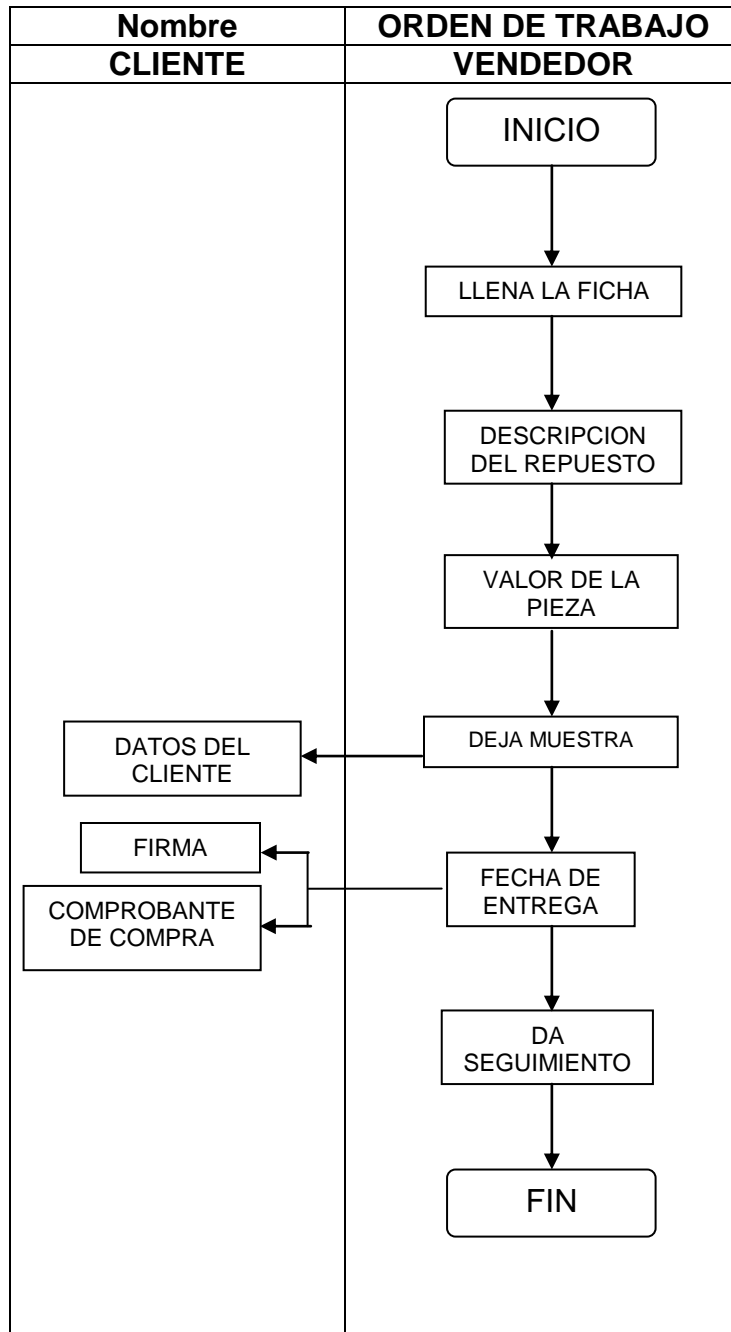 Nombre
ORDEN DE TRABAJO
CLIENTE
VENDEDOR
INICIO
LLENA LA FICHA
DESCRIPCION
DEL REPUESTO
VALOR DE LA
PIEZA
DEJA MUESTRA
DATOS DEL
CLIENTE
FECHA DE
ENTREGA
FIRMA
COMPROBANTE
DE COMPRA
DA
SEGUIMIENTO
FIN